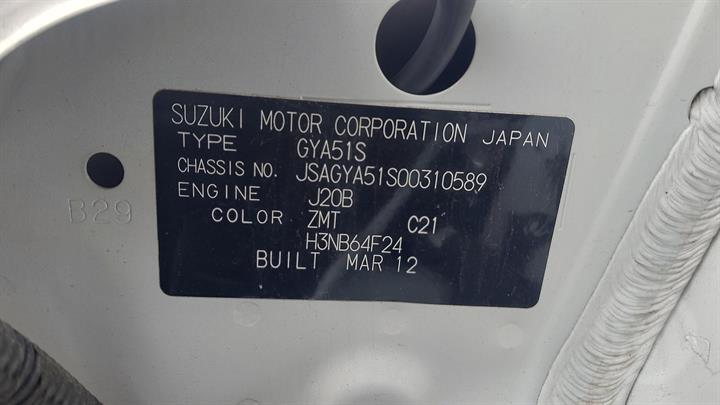 SUZUKI MOTOR CORPORATION JAPAN
TYPE GYA51S
CHASSIS NO. JSAGYA51S00310589
ENGINE J20B
COLOR ZMT C21
H3NB64F24
BUILT MAR 12
B29